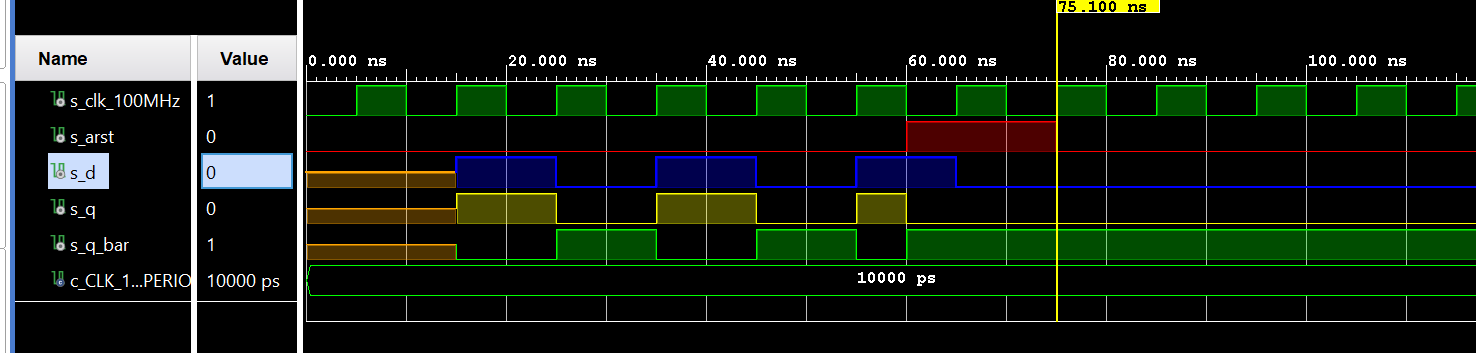 75.100 ns
Name Value
0.000 ns 20.000 ns 40.000 ns 60.000 ns 80.000 ns 100.000 ns
s_clk_100MHz 1
s_arst 0
s_d 0
s_q 0
s_q_bar 1
c_CLK_1...PERIO 10000 ps 10000 ps